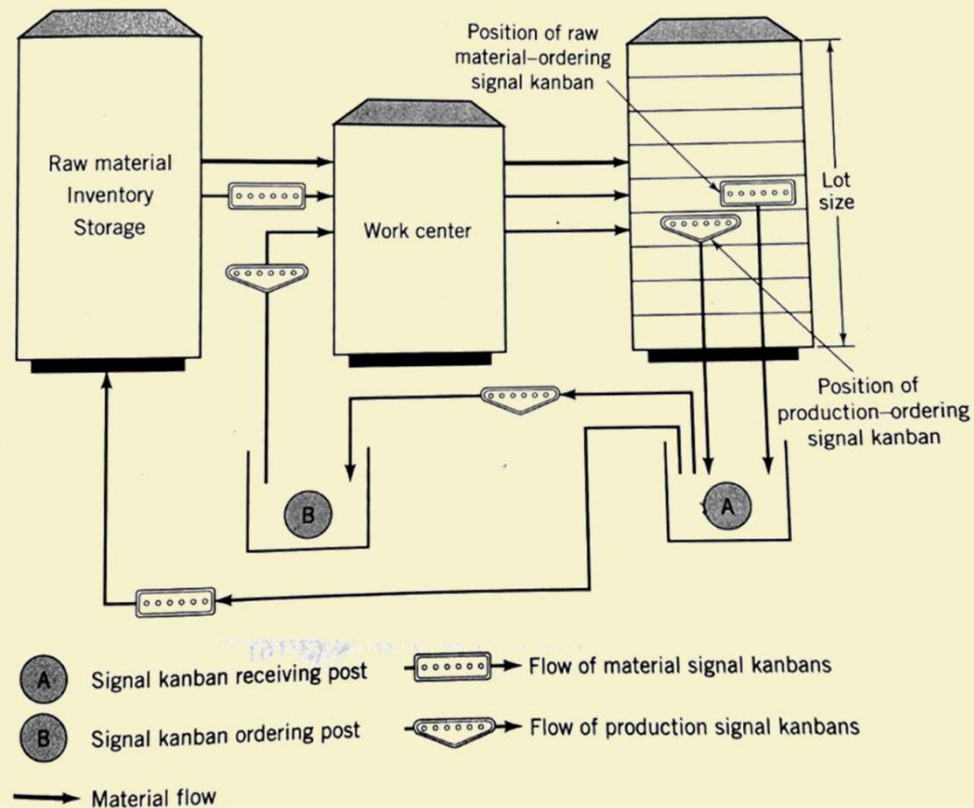 Position of raw
material–ordering
signal kanban
Raw material
Inventory
Storage
Work center
Lot
size
Position of
production–ordering
signal kanban
B
A
A Signal kanban receiving post
Flow of material signal kanbans
B Signal kanban ordering post
Flow of production signal kanbans
Material flow